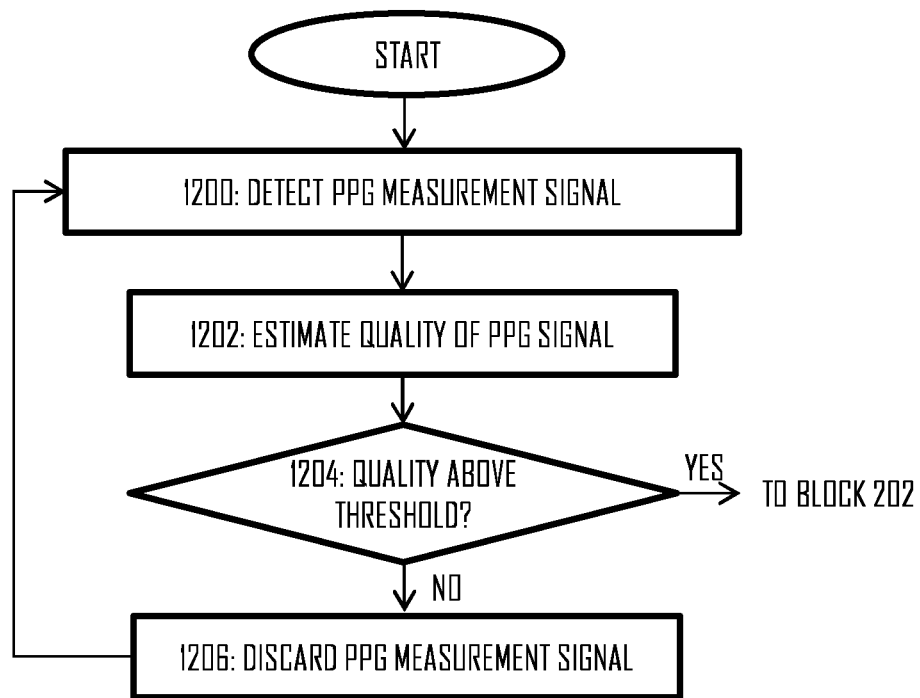 START
1200: DETECT PPG MEASUREMENT SIGNAL
1202: ESTIMATE QUALITY OF PPG SIGNAL
1204: QUALITY ABOVE
THRESHOLD?
YES
TO BLOCK 202
NO
1206: DISCARD PPG MEASUREMENT SIGNAL